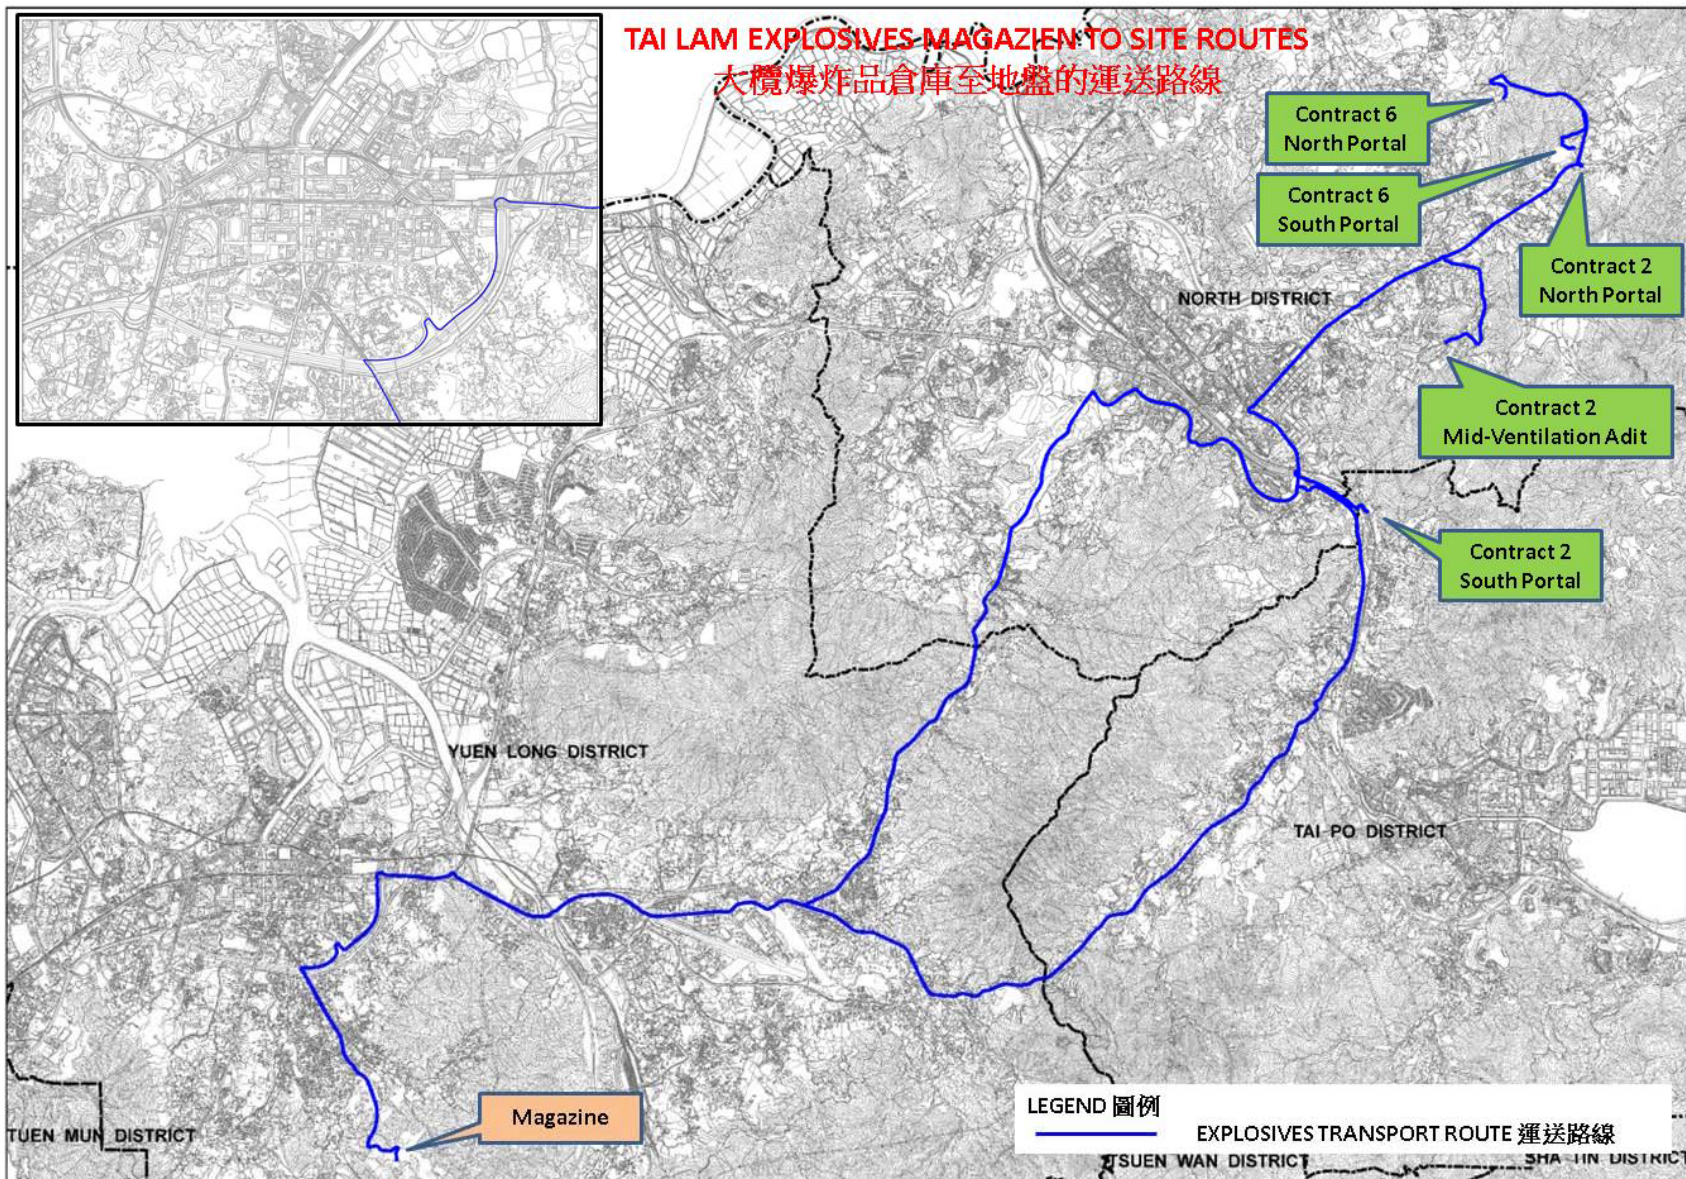 TAI LAM EXPLOSIVES MAGAZIEN TO SITE ROUTES
大欖爆炸品倉庫至地盤的運送路線
Contract 6
North Portal
Contract 6
South Portal
Contract 2
North Portal
NORTH DISTRICT
Contract 2
Mid-Ventilation Adit
Contract 2
South Portal
YUEN LONG DISTRICT
TAI PO DISTRICT
Magazine
LEGEND 圖例
EXPLOSIVES TRANSPORT ROUTE 運送路線
TUEN MUN DISTRICT
TSUEN WAN DISTRICT
SHA TIN DISTRICT